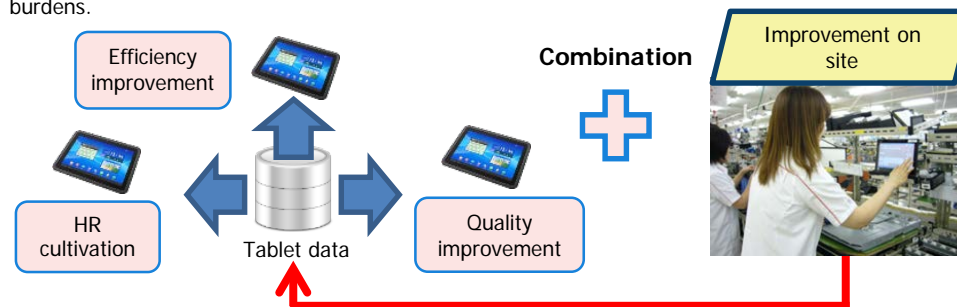 burdens.
Efficiency
improvement
Combination
Improvement on
site
HR
cultivation
Tablet data
Quality
improvement